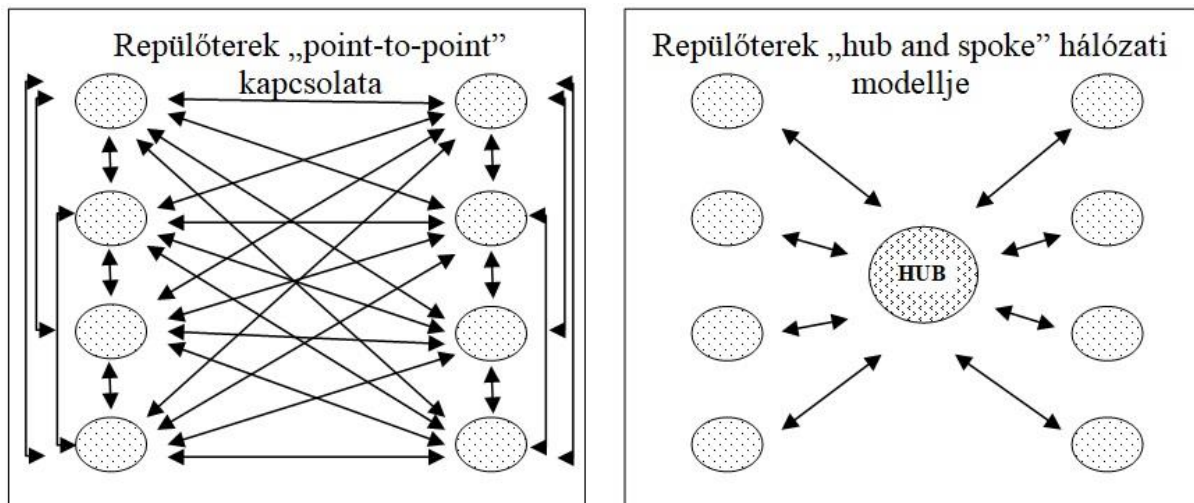 Repülőterek „point-to-point”
kapcsolata
Repülőterek „hub and spoke” hálózati
modellje
HUB